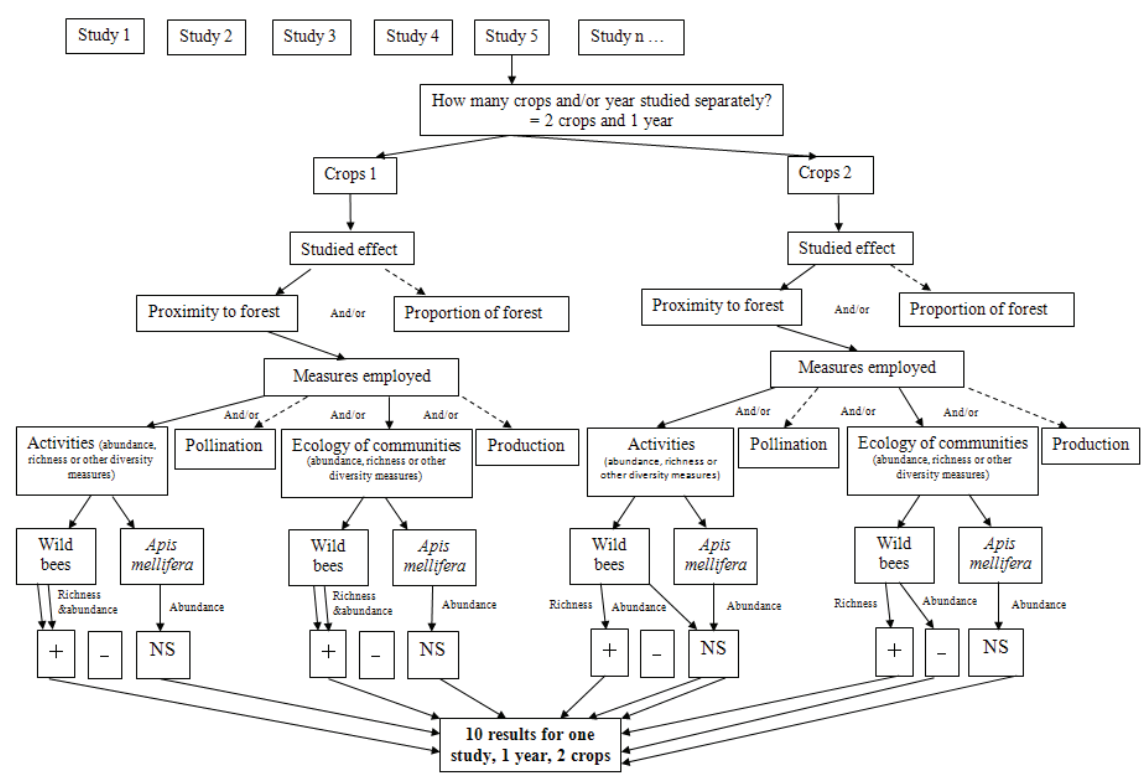 Study 1
Study 2
Study 3
Study 4
Study 5
Study n …
How many crops and/or year studied separately?
= 2 crops and 1 year
Crops 1
Crops 2
Studied effect
Studied effect
Proximity to forest
And/or
Proportion of forest
Proximity to forest
And/or
Proportion of forest
Measures employed
Measures employed
And/or
And/or
And/or
And/or
And/or
And/or
Activities (abundance,
richness or other diversity
measures)
Pollination
Ecology of communities
(abundance, richness or other
diversity measures)
Production
Activities
(abundance, richness or
other diversity measures)
Pollination
Ecology of communities
(abundance, richness or other
diversity measures)
Production
Wild
bees
Apis
mellifera
Wild
bees
Apis
mellifera
Wild
bees
Apis
mellifera
Wild
bees
Apis
mellifera
Richness
&abundance
Abundance
Richness
&abundance
Abundance
Richness
Abundance
Abundance
Richness
Abundance
Abundance
+
-
NS
+
-
NS
+
-
NS
+
-
NS
10 results for one
study, 1 year, 2 crops